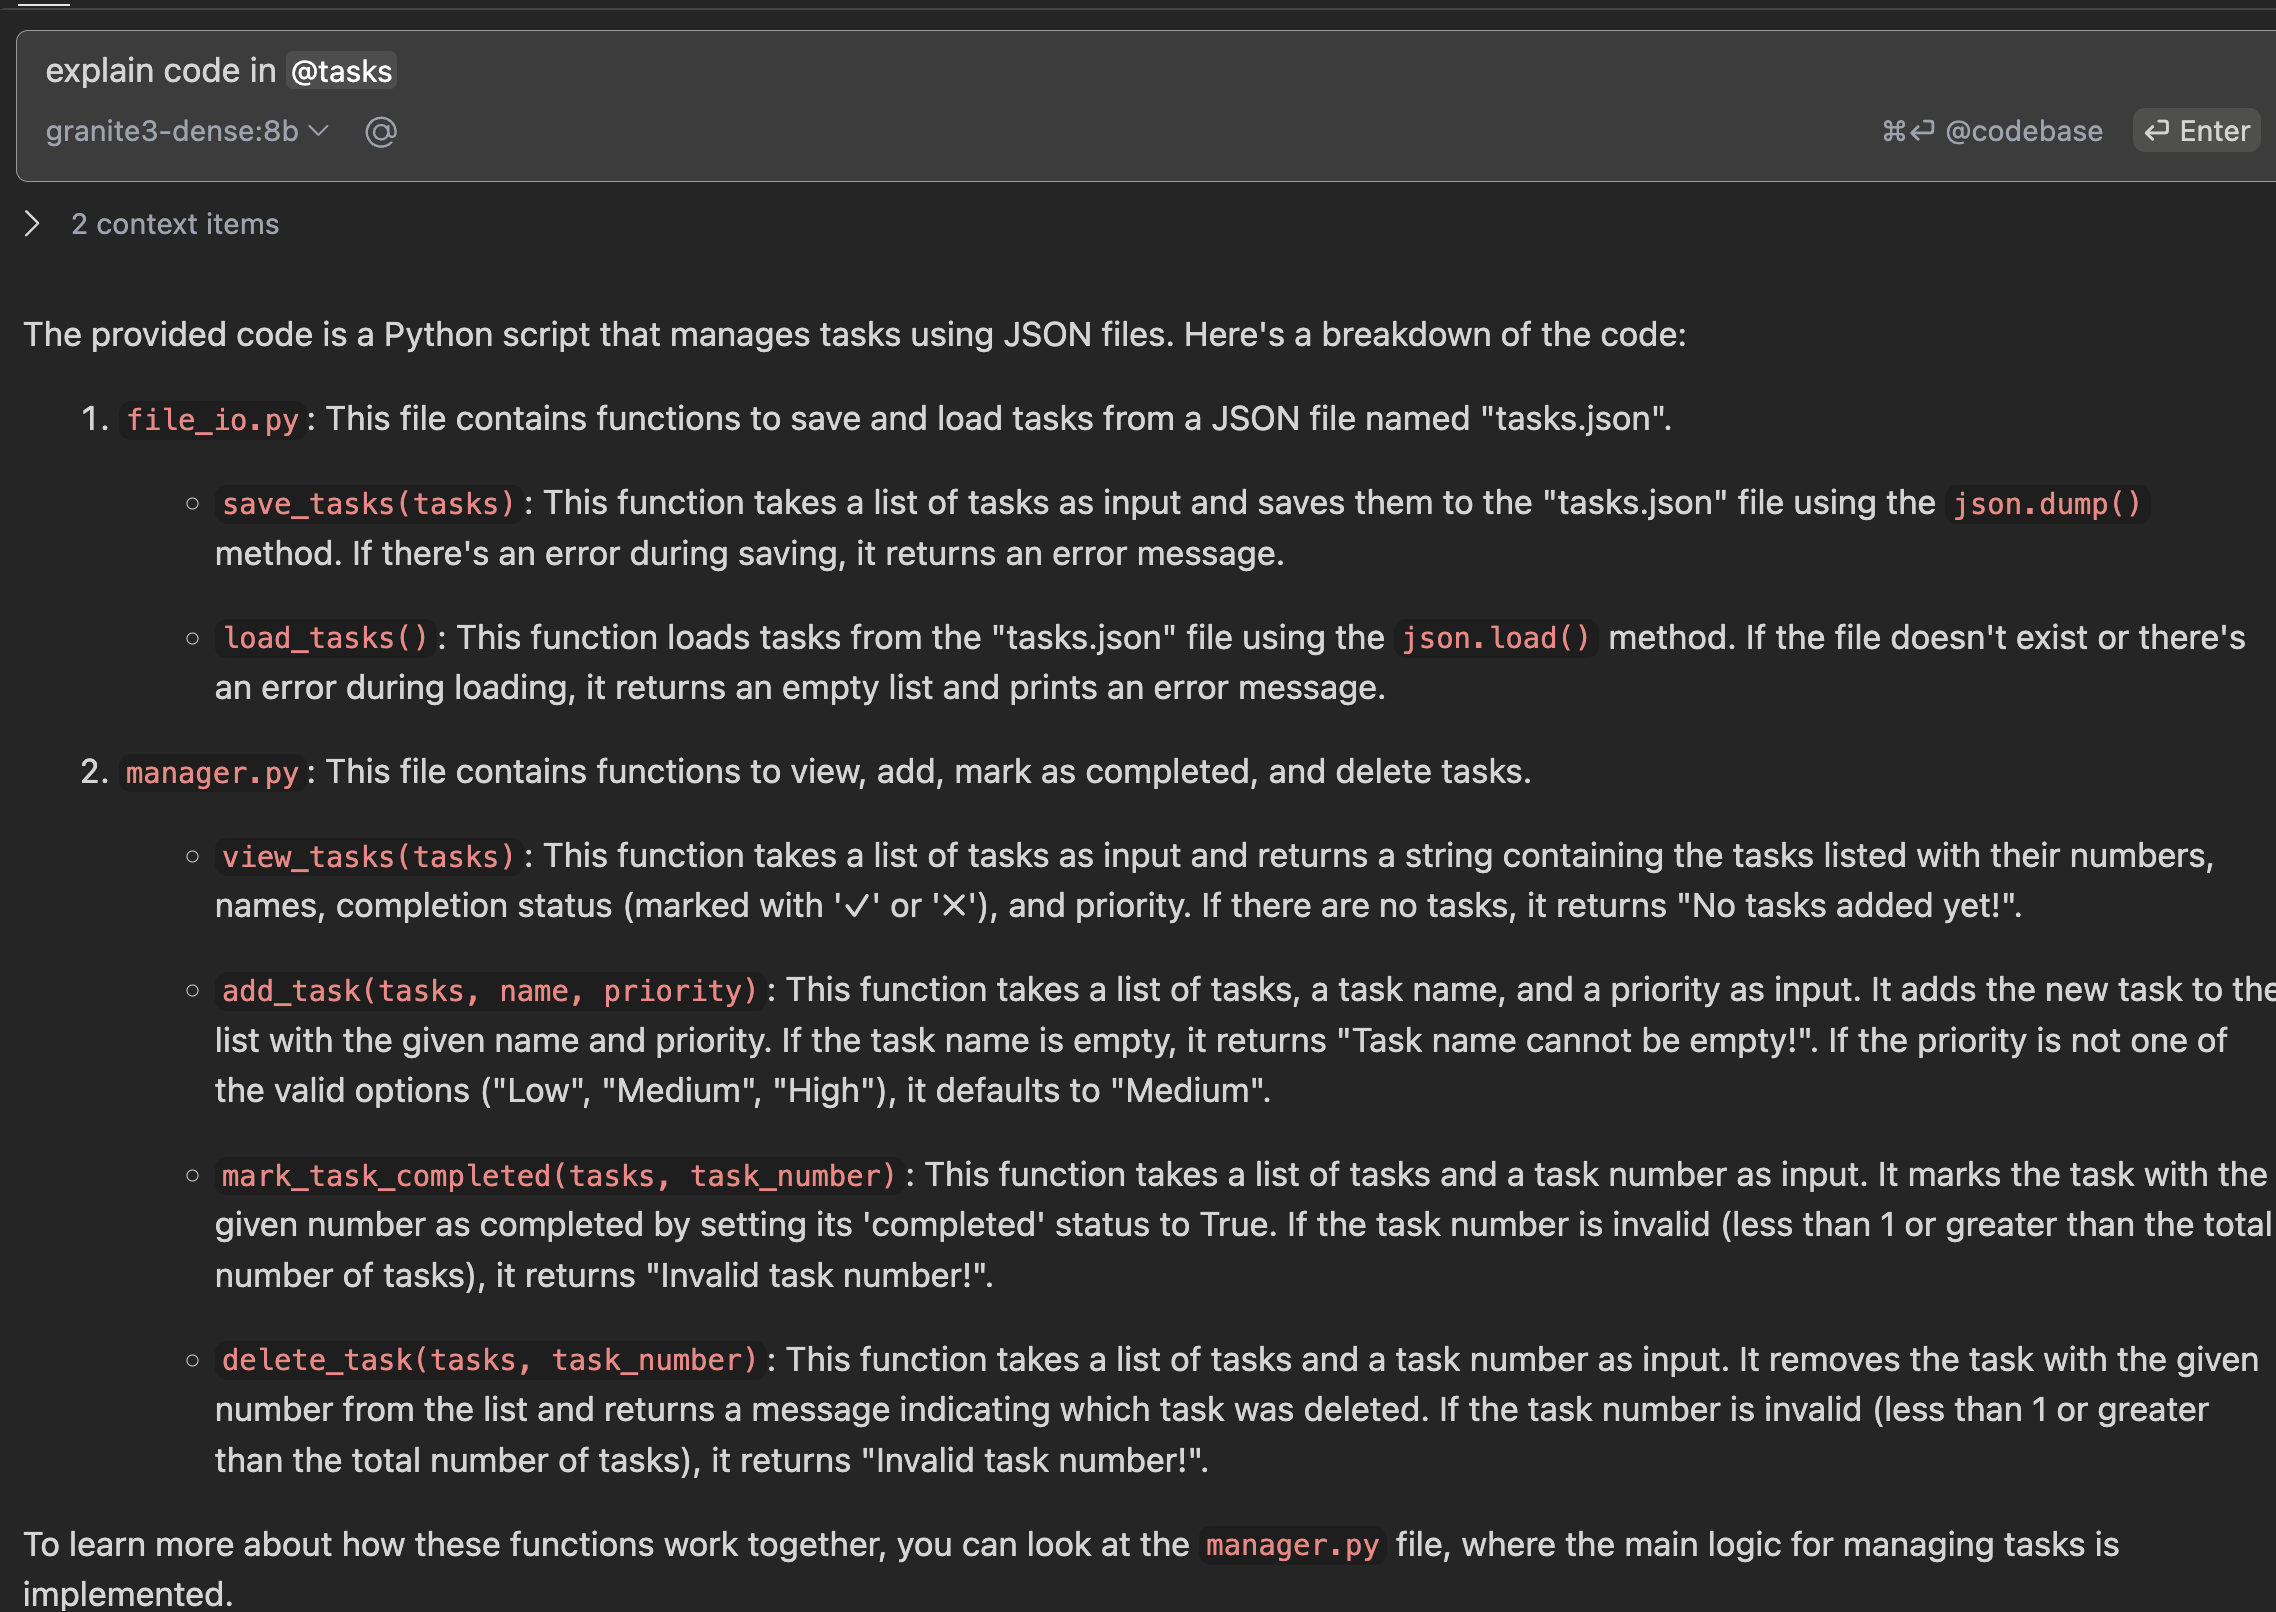 explain code in @tasks
granite3-dense:8b @ ⌘⏎ @codebase ⏎ Enter
2 context items
The provided code is a Python script that manages tasks using JSON files. Here's a breakdown of the code:
1. file_io.py: This file contains functions to save and load tasks from a JSON file named "tasks.json".
◦ save_tasks(tasks): This function takes a list of tasks as input and saves them to the "tasks.json" file using the json.dump()
method. If there's an error during saving, it returns an error message.
◦ load_tasks(): This function loads tasks from the "tasks.json" file using the json.load() method. If the file doesn't exist or there's
an error during loading, it returns an empty list and prints an error message.
2. manager.py: This file contains functions to view, add, mark as completed, and delete tasks.
◦ view_tasks(tasks): This function takes a list of tasks as input and returns a string containing the tasks listed with their numbers,
names, completion status (marked with '✓' or '✕'), and priority. If there are no tasks, it returns "No tasks added yet!".
◦ add_task(tasks, name, priority): This function takes a list of tasks, a task name, and a priority as input. It adds the new task to the
list with the given name and priority. If the task name is empty, it returns "Task name cannot be empty!". If the priority is not one of
the valid options ("Low", "Medium", "High"), it defaults to "Medium".
◦ mark_task_completed(tasks, task_number): This function takes a list of tasks and a task number as input. It marks the task with the
given number as completed by setting its 'completed' status to True. If the task number is invalid (less than 1 or greater than the total
number of tasks), it returns "Invalid task number!".
◦ delete_task(tasks, task_number): This function takes a list of tasks and a task number as input. It removes the task with the given
number from the list and returns a message indicating which task was deleted. If the task number is invalid (less than 1 or greater
than the total number of tasks), it returns "Invalid task number!".
To learn more about how these functions work together, you can look at the manager.py file, where the main logic for managing tasks is
implemented.